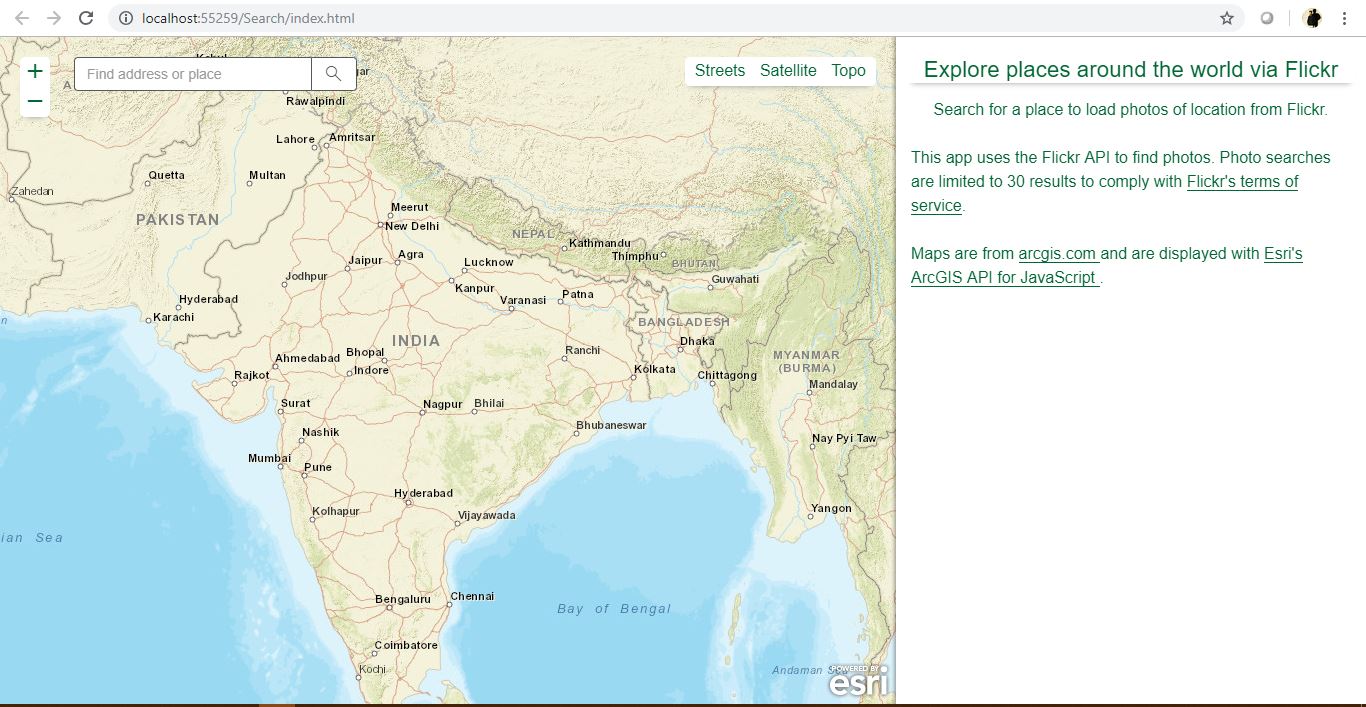 localhost:55259/Search/index.html
+
−
Find address or place
Streets Satellite Topo
Rawalpindi
Lahore
Amritsar
Quetta
Multan
Zahedan
PAKISTAN
Meerut
New Delhi
NEPAL
Kathmandu
Thimphu
BHUTAN
Jaipur
Agra
Lucknow
Jodhpur
Guwahati
Kanpur
Varanasi
Patna
Hyderabad
Karachi
BANGLADESH
INDIA
Dhaka
Ahmedabad
Bhopal
Ranchi
MYANMAR
(BURMA)
Indore
Rajkot
Kolkata
Chittagong
Mandalay
Surat
Nagpur
Bhilai
Nashik
Bhubaneswar
Nay Pyi Taw
Mumbai
Pune
Hyderabad
Kolhapur
Vijayawada
Yangon
ian Sea
Bengaluru
Chennai
Bay of Bengal
Coimbatore
Kochi
Andaman
POWERED BY
esri
Explore places around the world via Flickr
Search for a place to load photos of location from Flickr.
This app uses the Flickr API to find photos. Photo searches
are limited to 30 results to comply with Flickr's terms of
service.
Maps are from arcgis.com and are displayed with Esri's
ArcGIS API for JavaScript .